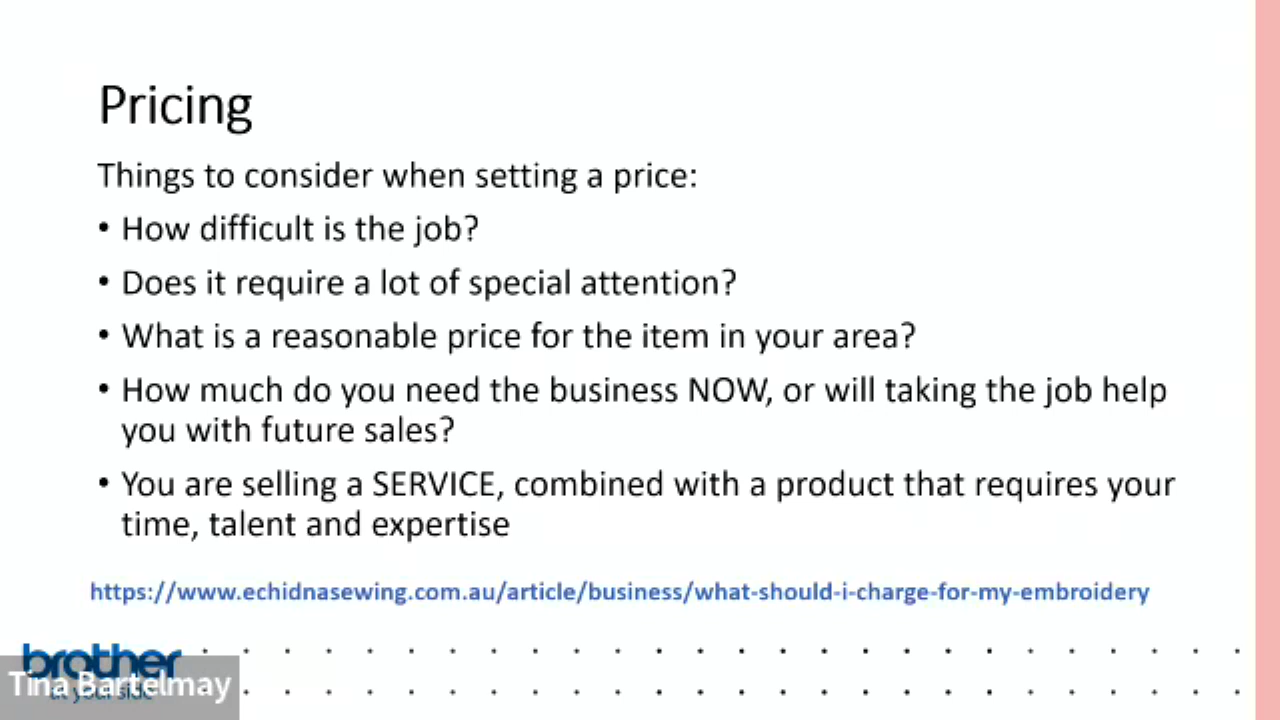 Pricing
Things to consider when setting a price:
• How difficult is the job?
• Does it require a lot of special attention?
• What is a reasonable price for the item in your area?
• How much do you need the business NOW, or will taking the job help
you with future sales?
• You are selling a SERVICE, combined with a product that requires your
time, talent and expertise
https://www.echidnasewing.com.au/article/business/what-should-i-charge-for-my-embroidery
brother
at your side
Tina Bartelmay